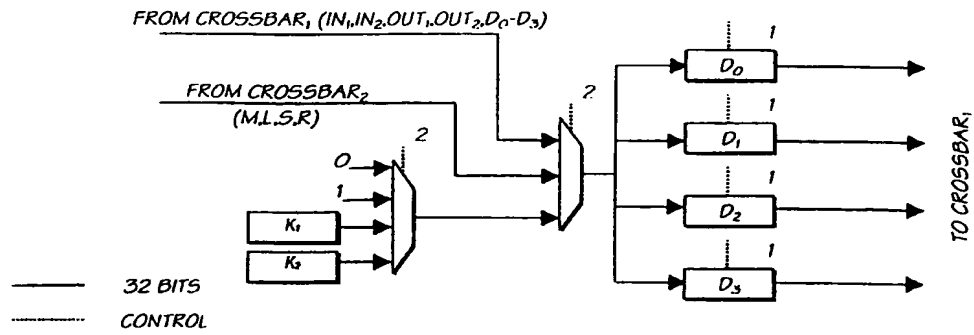 FROM CROSSBAR₁ (IN₁,IN₂,OUT₁,OUT₂,D₀-D₃)
1
D₀
FROM CROSSBAR₂
(M,L,S,R)
2
1
D₁
2
0
1
K₁
K₂
1
D₂
1
D₃
TO CROSSBAR₁
32 BITS
CONTROL